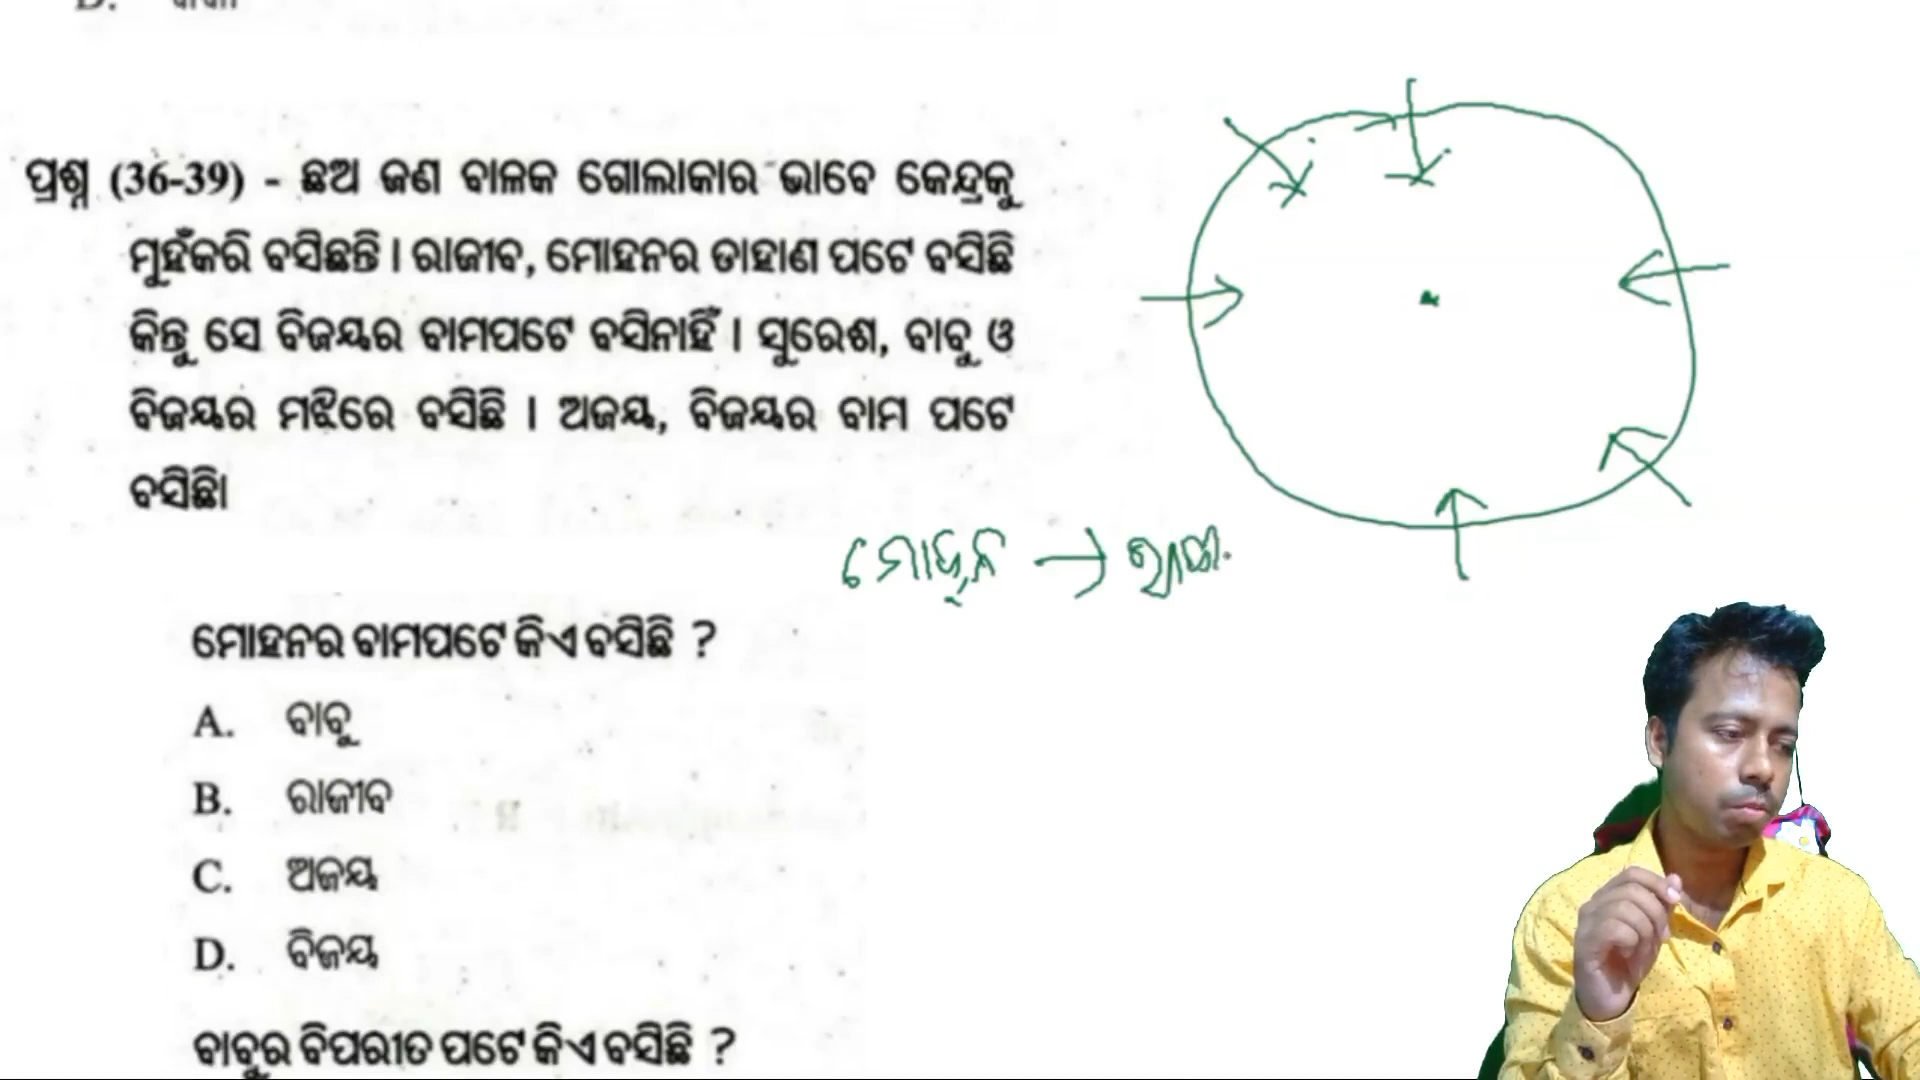 ପ୍ରଶ୍ନ (36-39) - ଛଅ ଜଣ ବାଳକ ଗୋଲାକାର ଭାବେ କେନ୍ଦ୍ରକୁ
ମୁହଁକରି ବସିଛନ୍ତି । ରାଜୀବ, ମୋହନର ଡାହାଣ ପଟେ ବସିଛି
କିନ୍ତୁ ସେ ବିଜୟର ବାମପଟେ ବସିନାହିଁ । ସୁରେଶ, ବାବୁ ଓ
ବିଜୟର ମଝିରେ ବସିଛି । ଅଜୟ, ବିଜୟର ବାମ ପଟେ
ବସିଛି।
ମୋହନ →
ମୋହନର ବାମପଟେ କିଏ ବସିଛି ?
A. ବାବୁ
B. ରାଜୀବ
C. ଅଜୟ
D. ବିଜୟ
ବାବୁର ବିପରୀତ ପଟେ କିଏ ବସିଛି ?